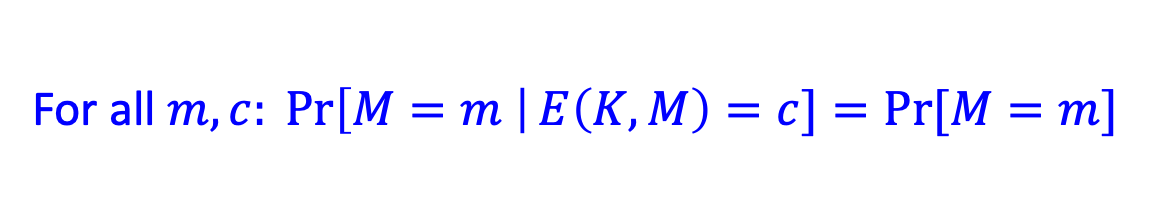 For all m, c: Pr[M = m | E(K, M) = c] = Pr[M = m]